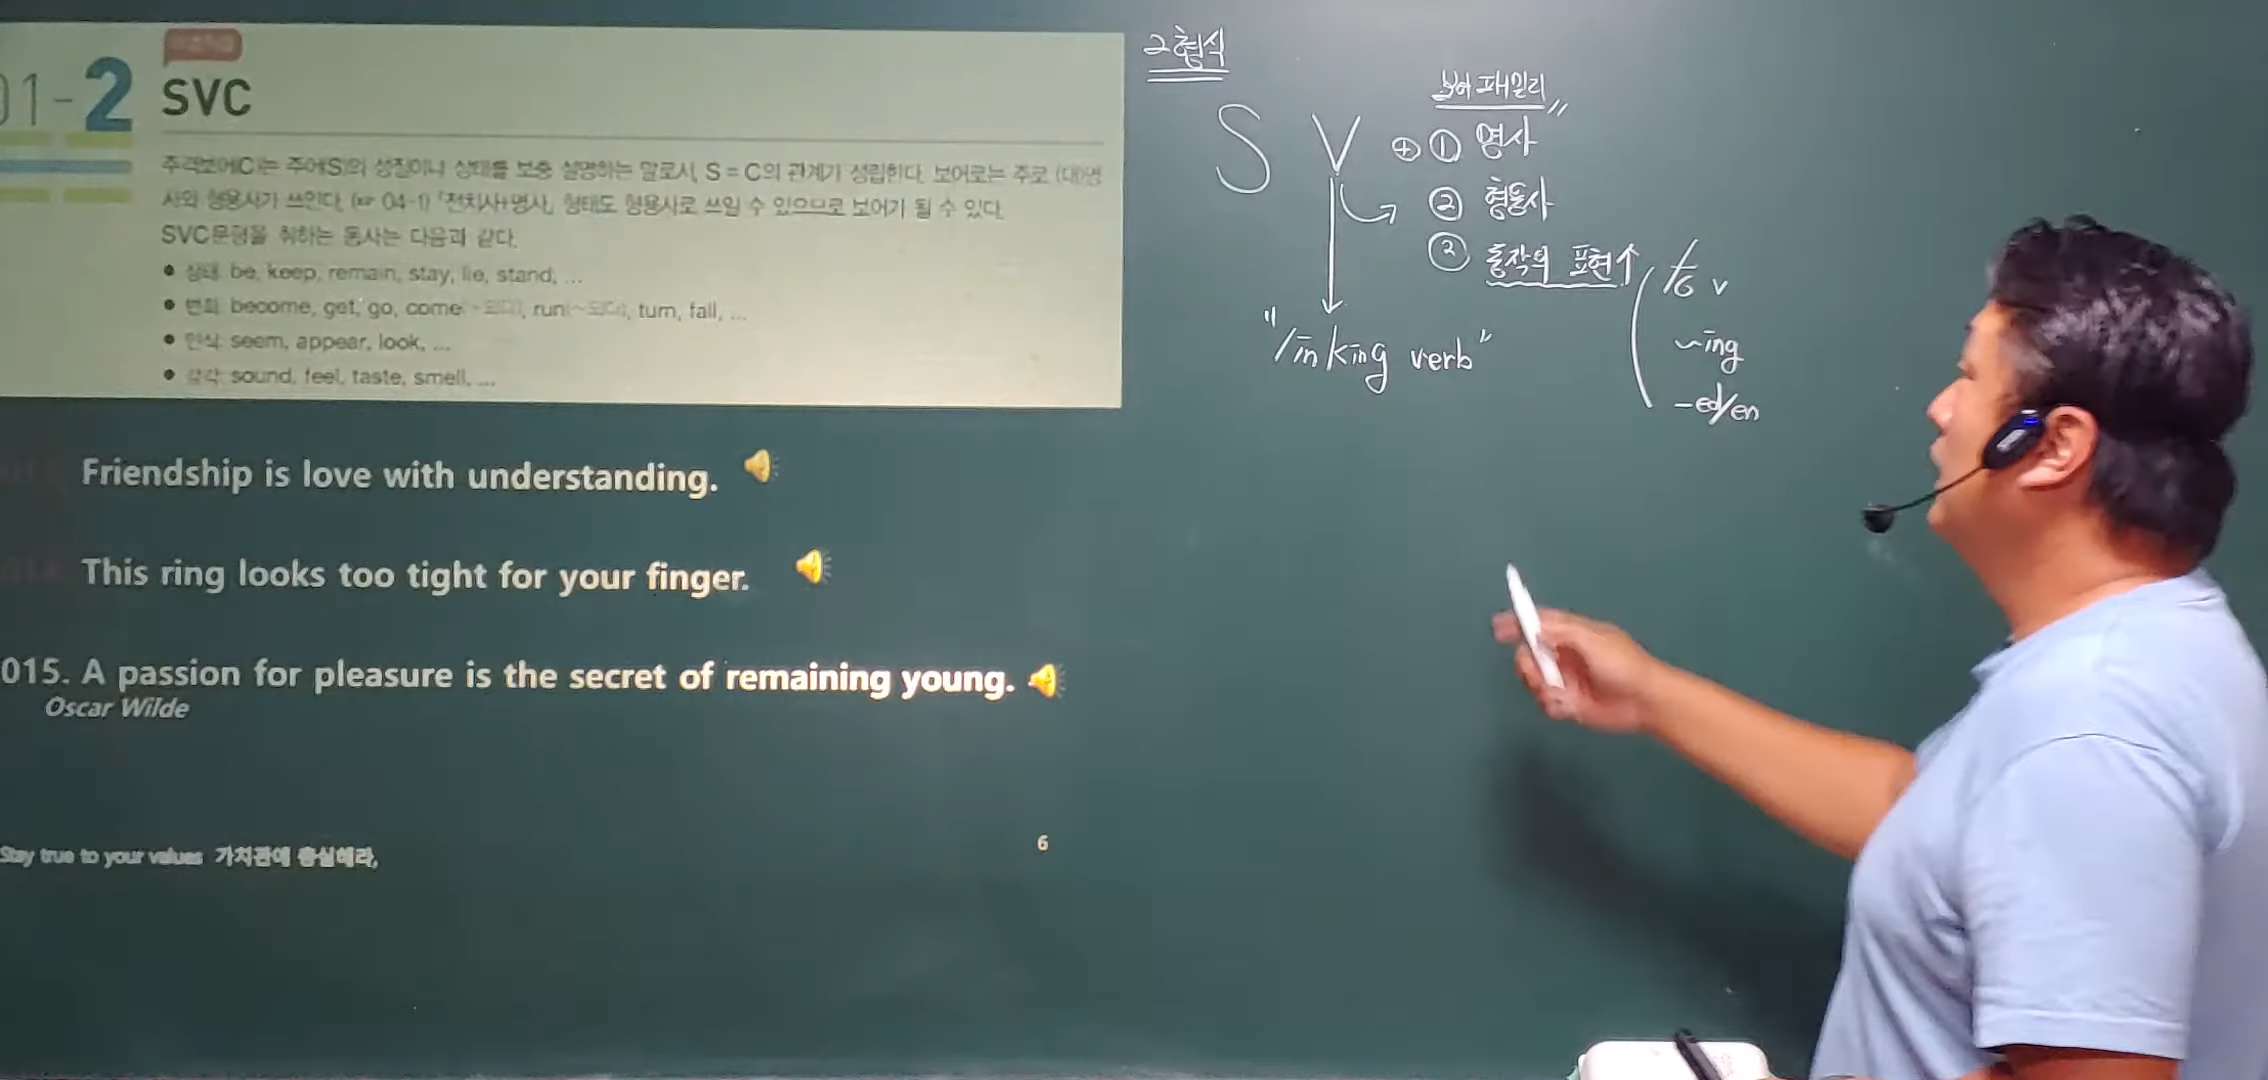 01-2
SVC
주격보어(C)는 주어(S)의 성질이나 상태를 보충 설명하는 말로서, S = C의 관계가 성립한다. 보어로는 주로 (대)명
사와 형용사가 쓰인다. (☞ 04-1) 「전치사+명사」 형태도 형용사로 쓰일 수 있으므로 보어가 될 수 있다.
SVC문형을 취하는 동사는 다음과 같다.
● 상태: be, keep, remain, stay, lie, stand, ...
● 변화: become, get, go, come(~되다), run(~되다), turn, fall, ...
● 인식: seem, appear, look, ...
● 감각: sound, feel, taste, smell, ...
Friendship is love with understanding.
This ring looks too tight for your finger.
015. A passion for pleasure is the secret of remaining young.
Oscar Wilde
Stay true to your values 가치관에 충실해라,
6
2형식
보어 패밀리"
S V ⊕ ① 명사
② 형용사
② 동작의 표현↑
to v
~ing
-ed/en
"linking verb"